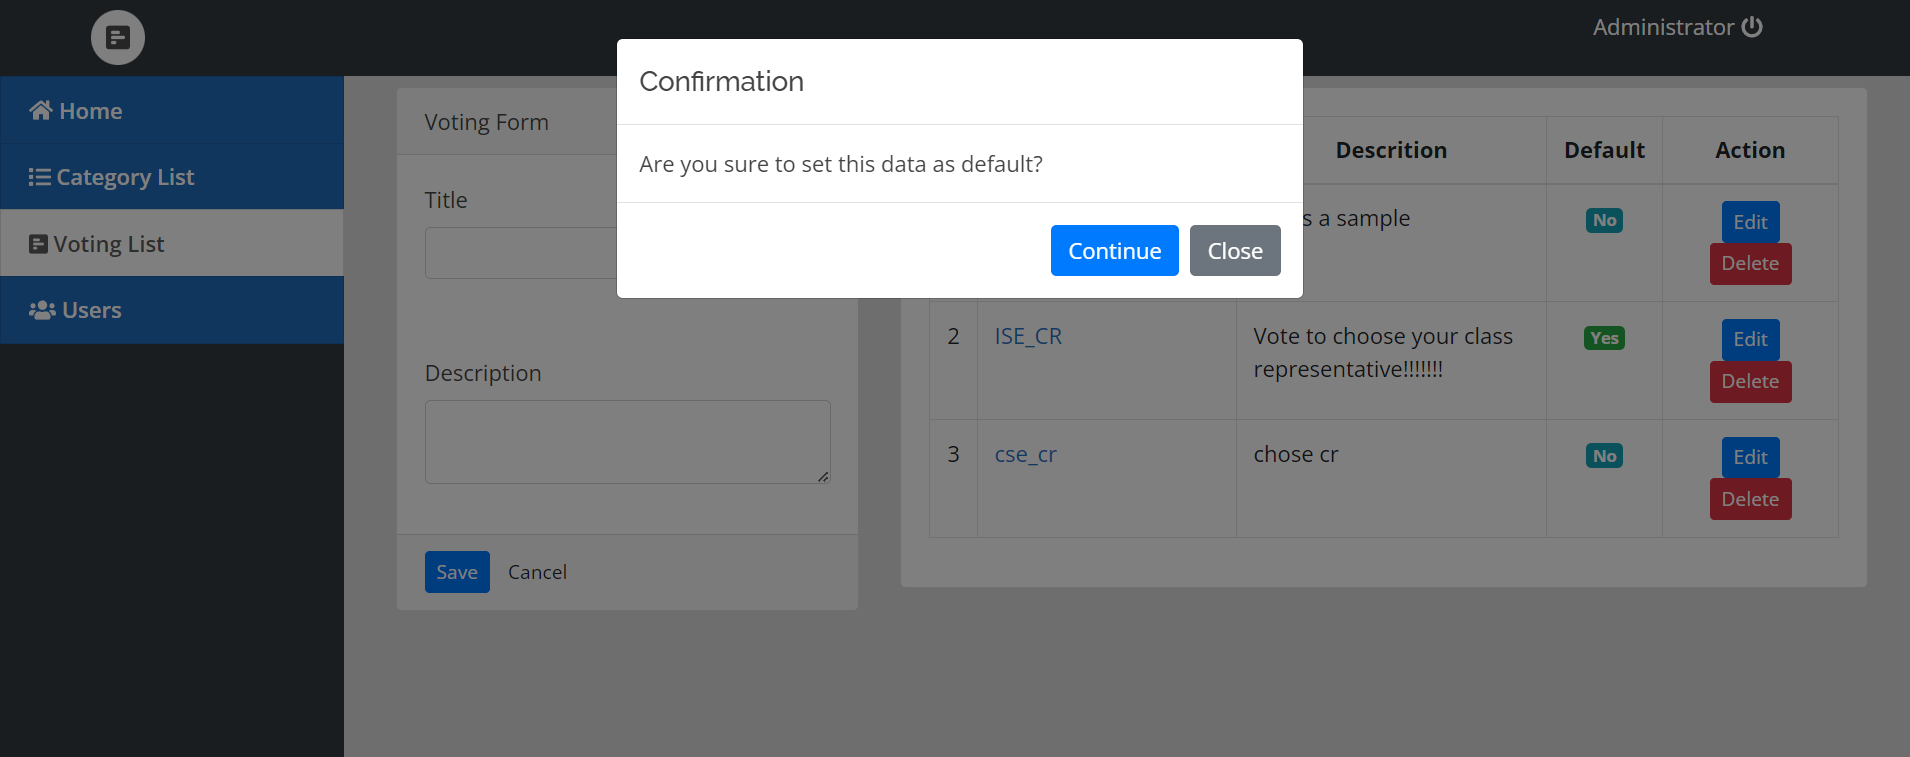 Administrator
Confirmation
Are you sure to set this data as default?
Continue Close
Home
Category List
Voting List
Users
Voting Form
Title
Description
Save Cancel
Descrition Default Action
s a sample No Edit
Delete
2 ISE_CR Vote to choose your class Yes Edit
representative!!!!!!! Delete
3 cse_cr chose cr No Edit
Delete